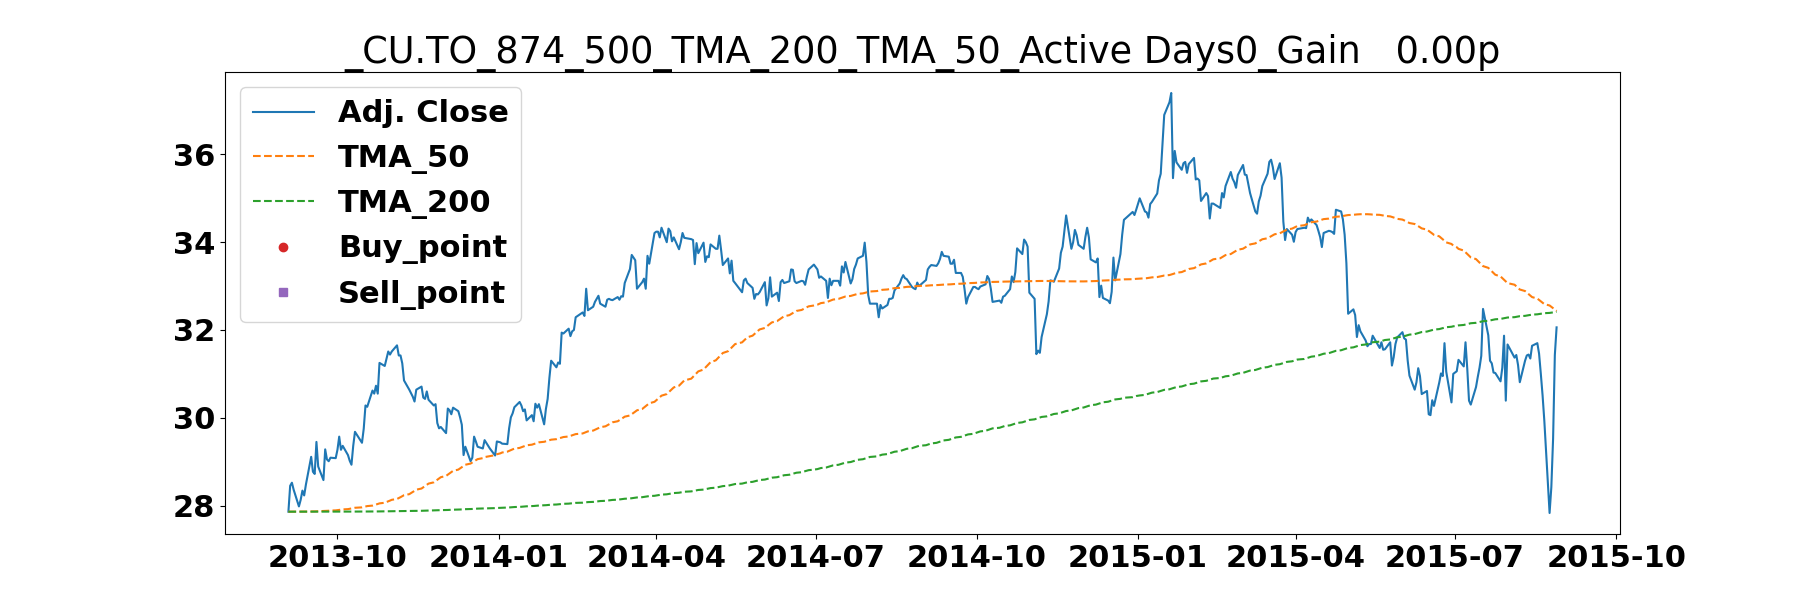 _CU.TO_874_500_TMA_200_TMA_50_Active Days0_Gain   0.00p
Adj. Close
TMA_50
TMA_200
Buy_point
Sell_point
36
34
32
30
28
2013-10 2014-01 2014-04 2014-07 2014-10 2015-01 2015-04 2015-07 2015-10